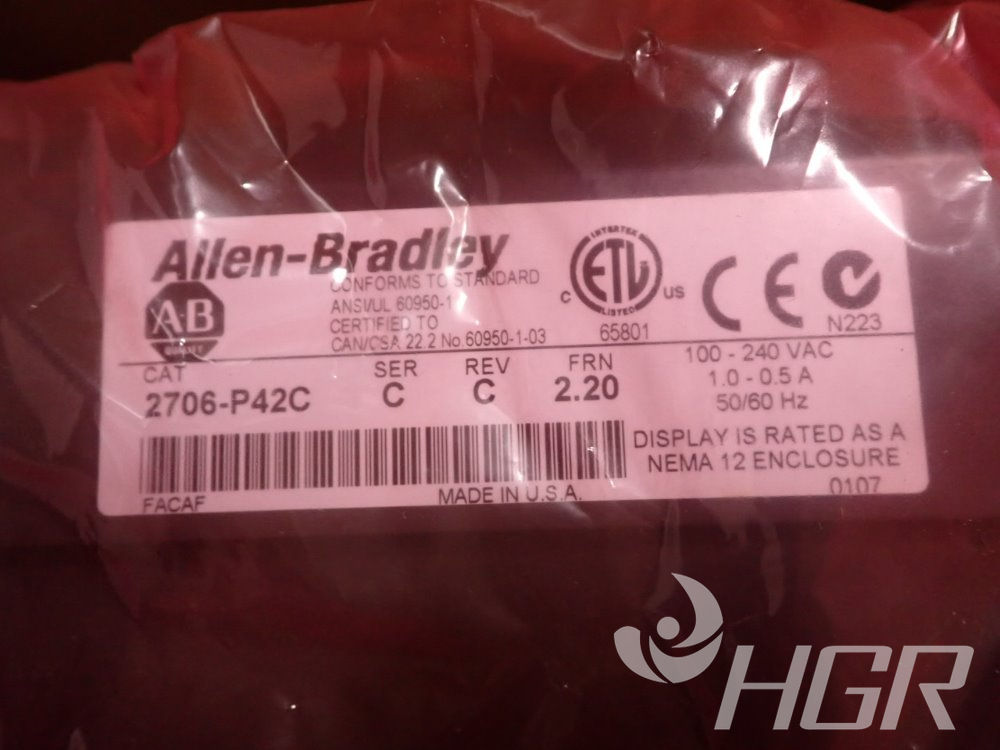 Allen-Bradley
CONFORMS TO STANDARD
ANSI/UL 60950-1
CERTIFIED TO
CAN/CSA 22.2 No.60950-1-03
A·B
INTERTEK
C ETL US
LISTED
65801
CE
N223
CAT
2706-P42C
SER
C
REV
C
FRN
2.20
100 - 240 VAC
1.0 - 0.5 A
50/60 Hz
DISPLAY IS RATED AS A
NEMA 12 ENCLOSURE
FACAF
MADE IN U.S.A.
0107
HGR